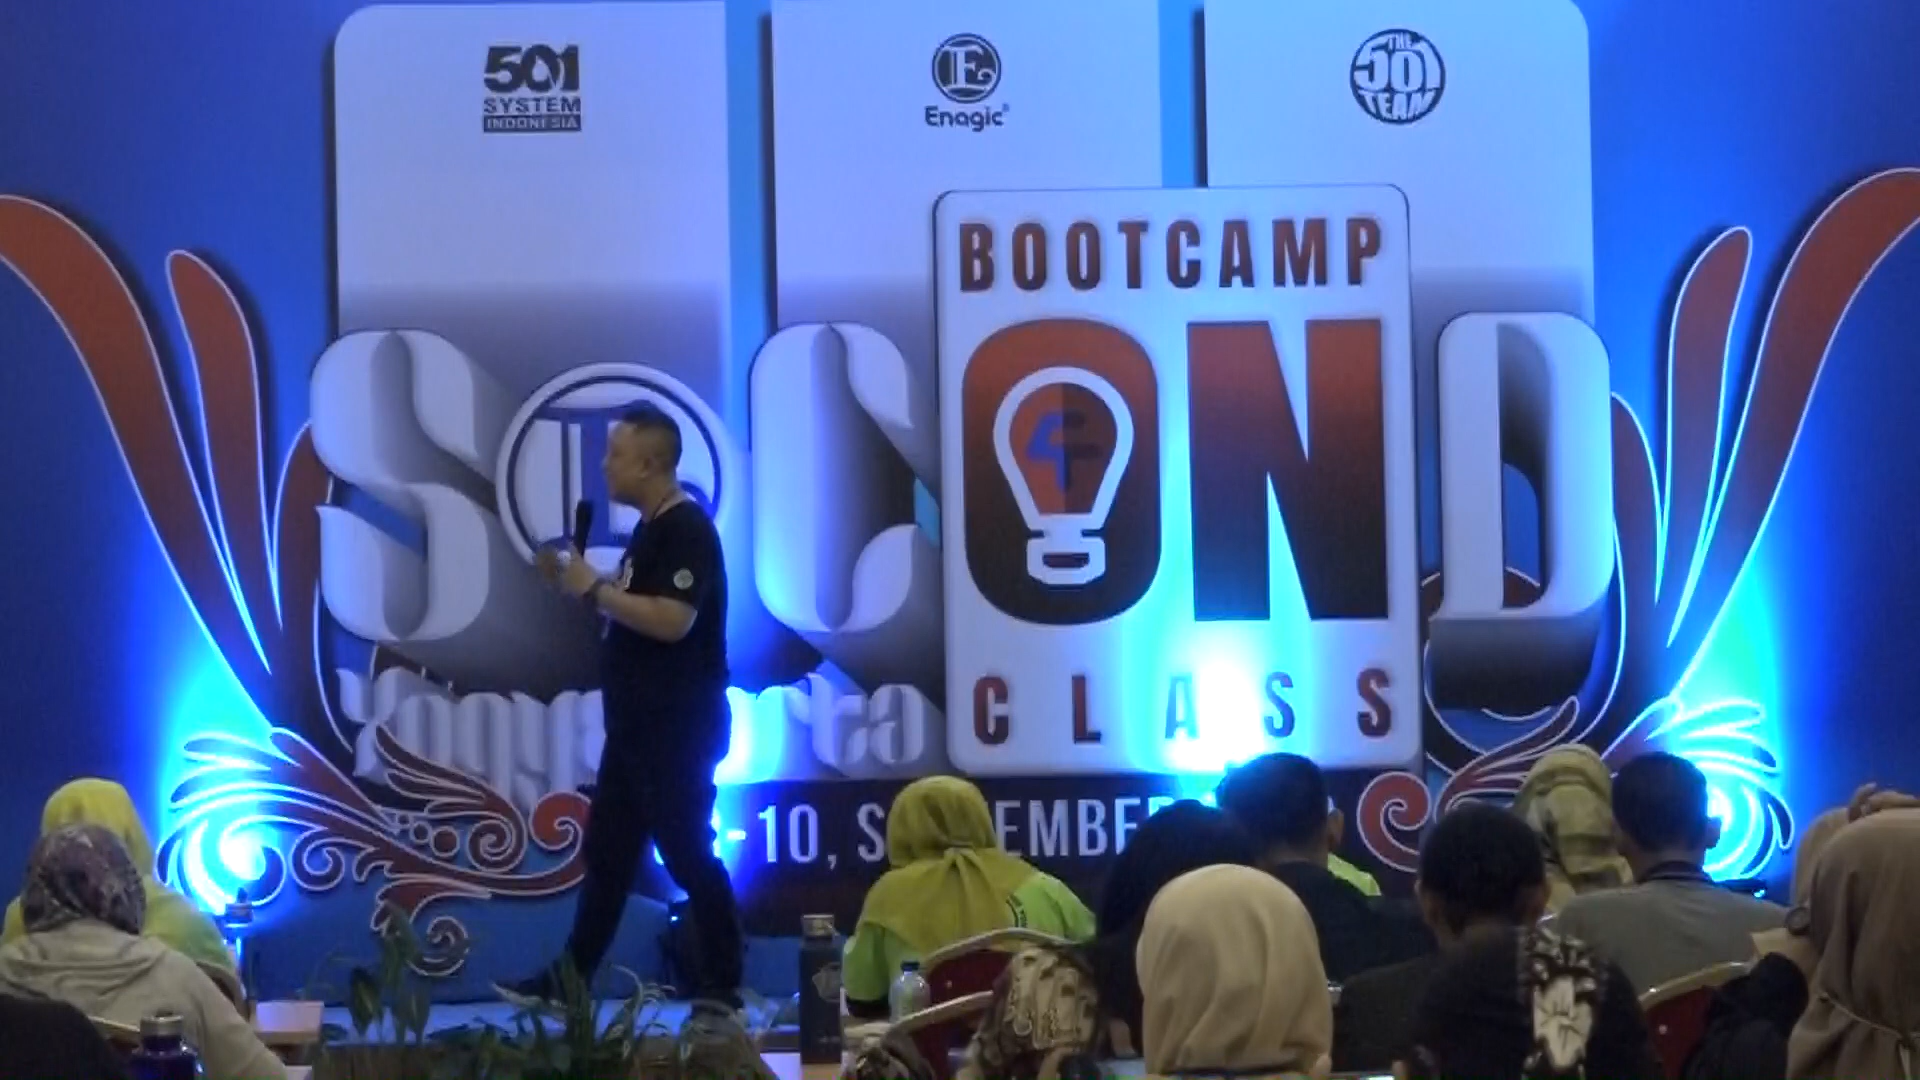 501
SYSTEM
INDONESIA
E
Enagic®
THE
501
TEAM
BOOTCAMP
SECOND
CLASS
-10,